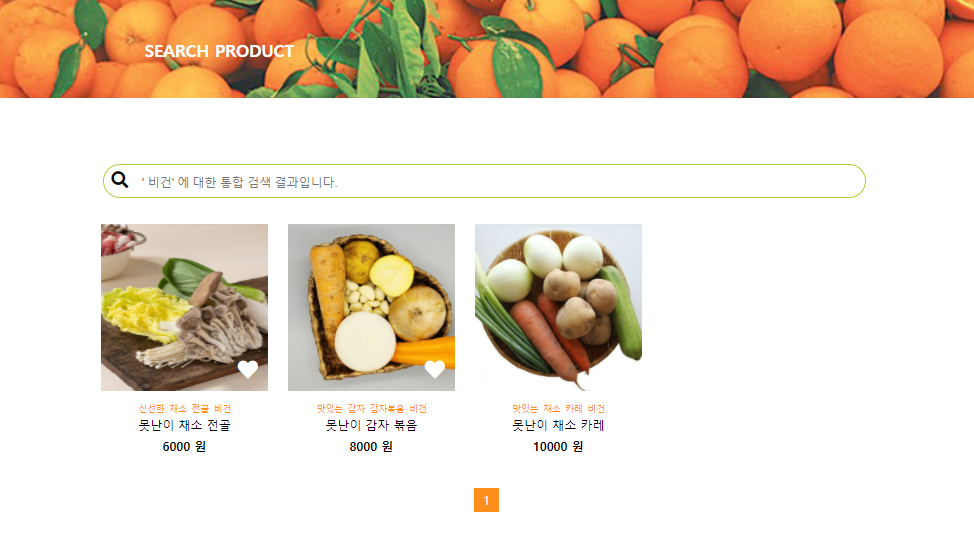 SEARCH PRODUCT
' 비건' 에 대한 통합 검색 결과입니다.
신선한 채소 전골 비건
못난이 채소 전골
6000 원
맛있는 감자 감자볶음 비건
못난이 감자 볶음
8000 원
맛있는 채소 카레 비건
못난이 채소 카레
10000 원
1